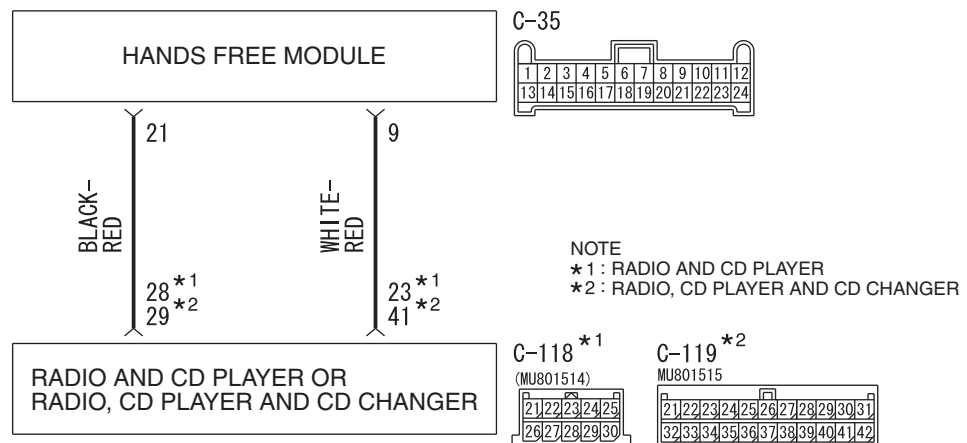 HANDS FREE MODULE
C-35
1 2 3 4 5 6 7 8 9 10 11 12
13 14 15 16 17 18 19 20 21 22 23 24
21
9
BLACK-
RED
WHITE-
RED
28 *1
29 *2
23 *1
41 *2
NOTE
*1 : RADIO AND CD PLAYER
*2 : RADIO, CD PLAYER AND CD CHANGER
RADIO AND CD PLAYER OR
RADIO, CD PLAYER AND CD CHANGER
C-118 *1
(MU801514)
21 22 23 24 25
26 27 28 29 30
C-119 *2
MU801515
21 22 23 24 25 26 27 28 29 30 31
32 33 34 35 36 37 38 39 40 41 42